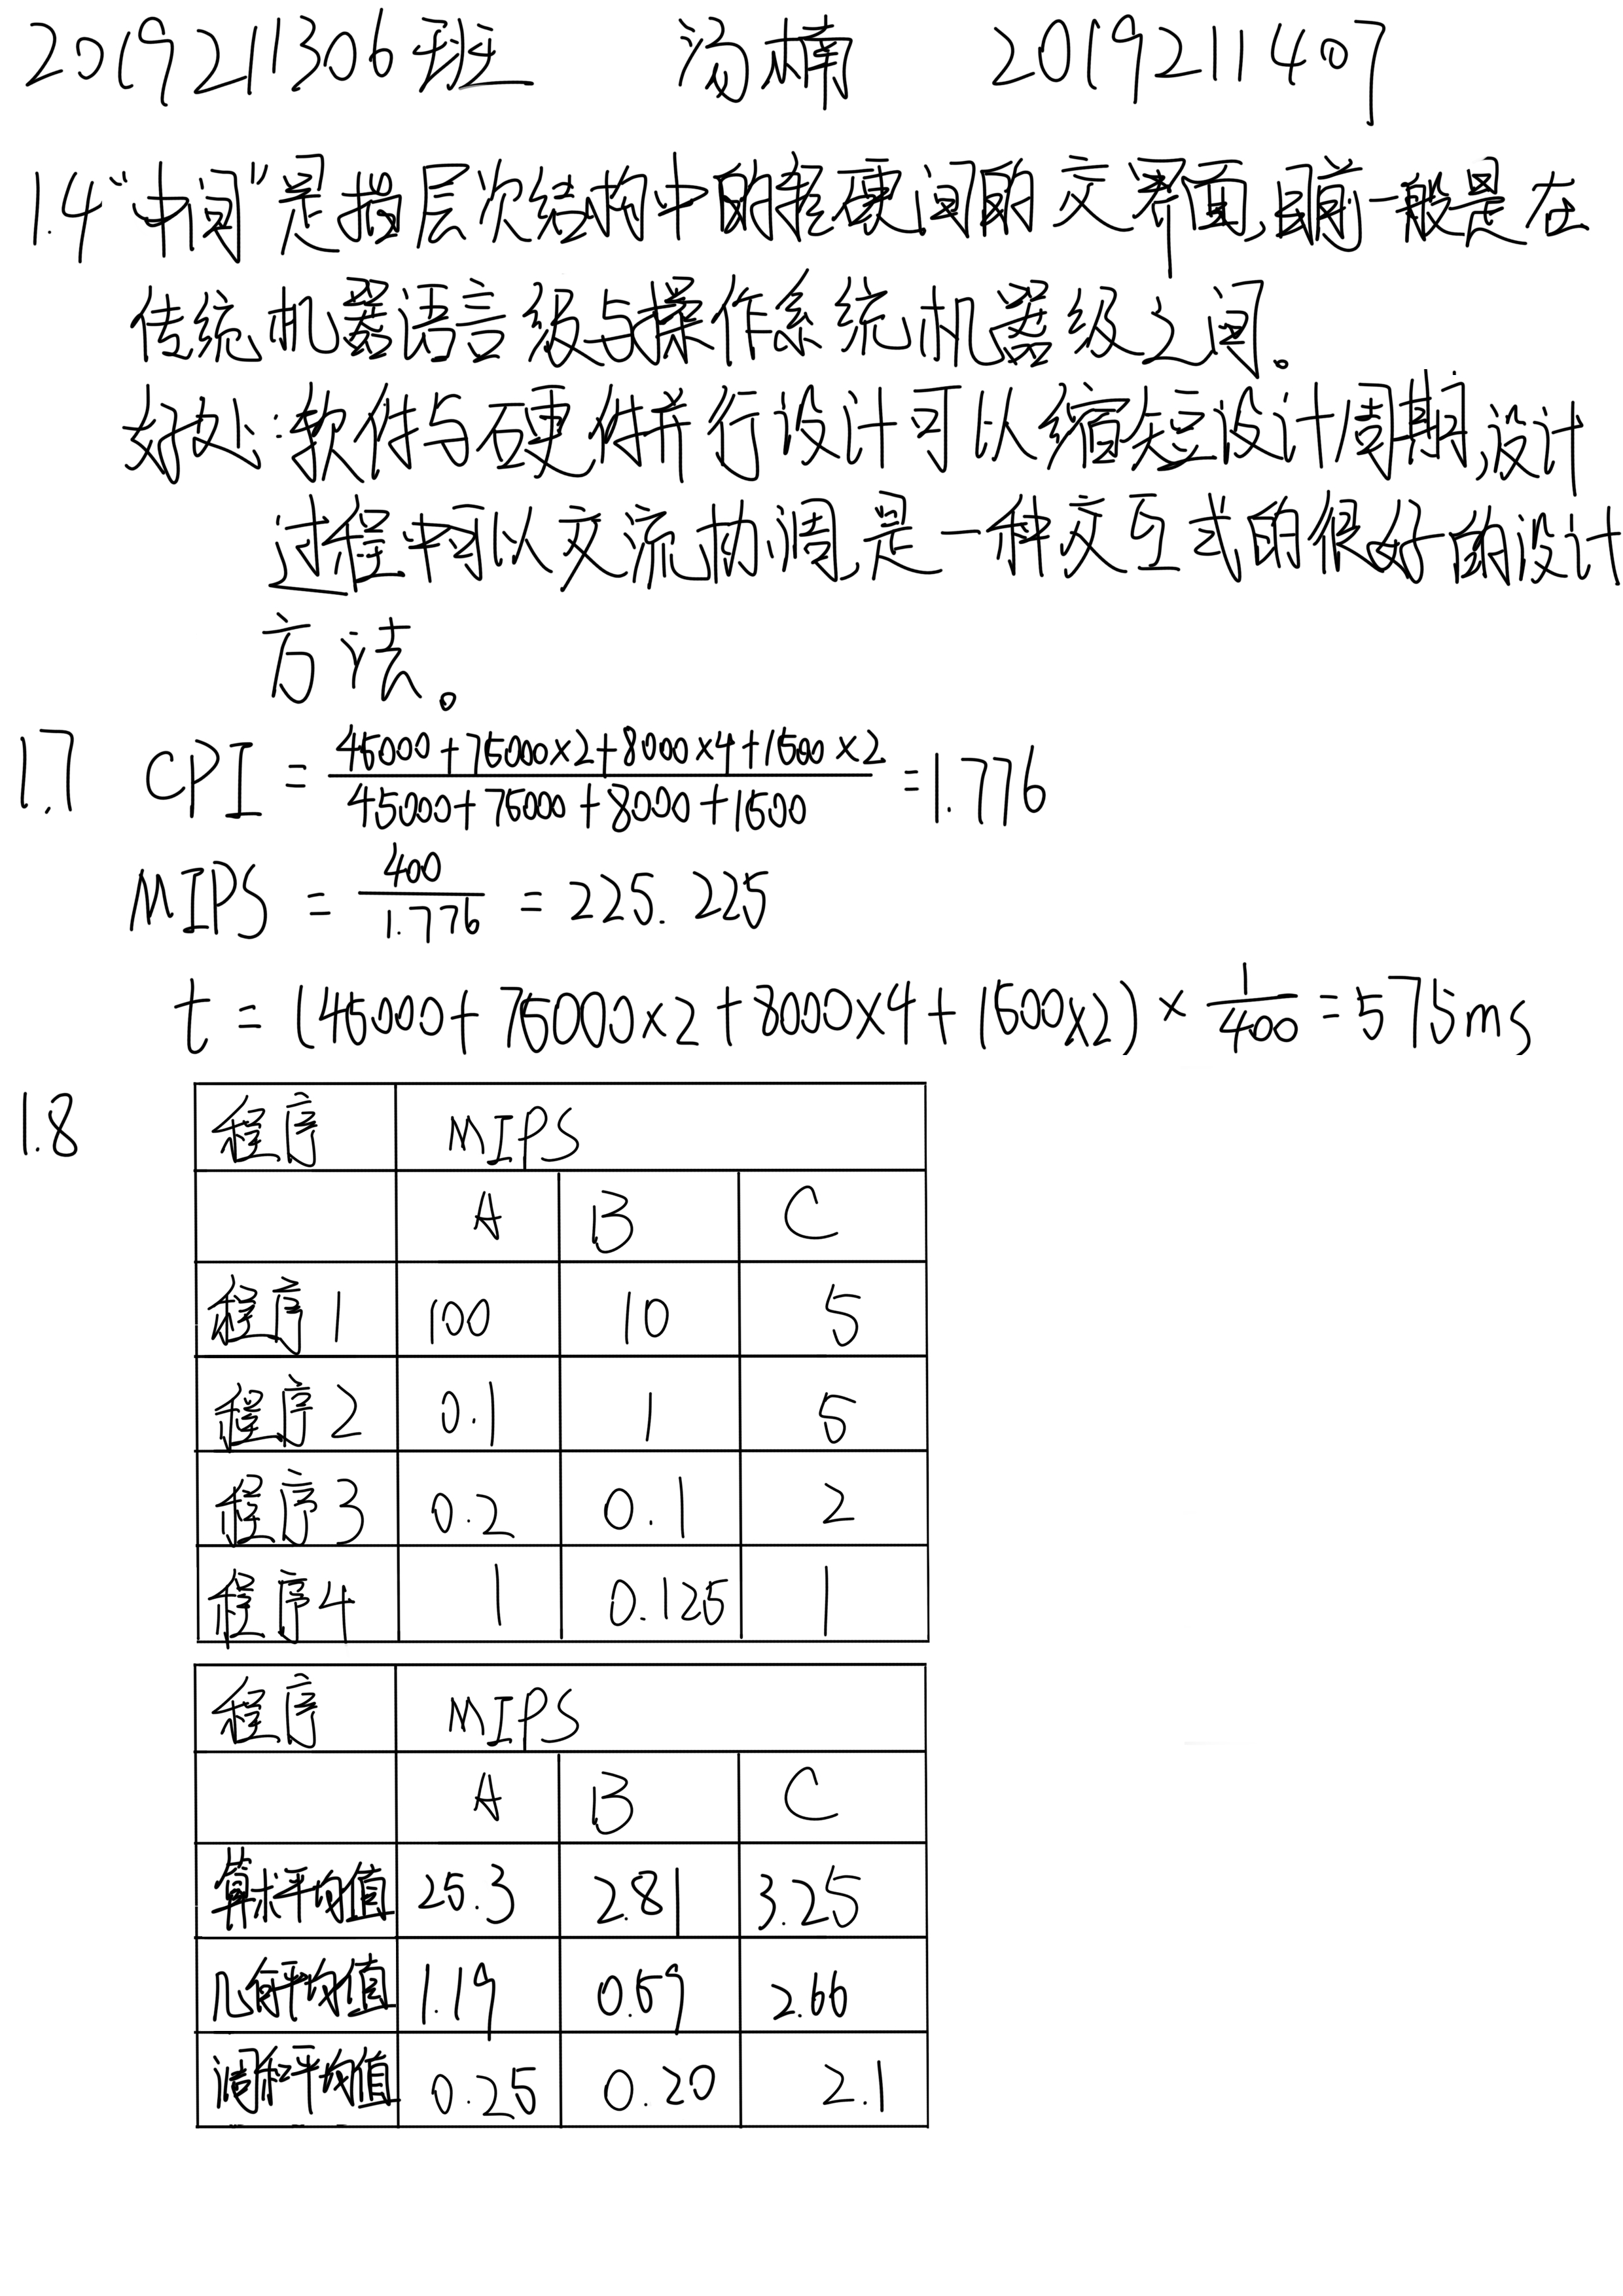 2019211306班 汤楠 2019211407
1.4 "中间"是指层次结构中的软硬间的交界面,目前一般是在
传统机器语言级与操作系统机器级之间。
好处:软件与硬件并行设计可以缩短设计周期,设计
过程中可以交流协调,是一种交互式的很好的设计
方法。
1.7 CPI = (45000+75000×2+8000×4+1500×2)/(45000+75000+8000+1500) = 1.776
MIPS = 400/1.776 = 225.225
t = (45000+75000×2+8000×4+1500×2)×1/400 = 575ms
1.8 程序 MIPS
A B C
程序1 100 10 5
程序2 0.1 1 5
程序3 0.2 0.1 2
程序4 1 0.125 1
程序 MIPS
A B C
算术平均值 25.3 2.81 3.25
几何平均值 1.19 0.59 2.66
调和平均值 0.25 0.20 2.1